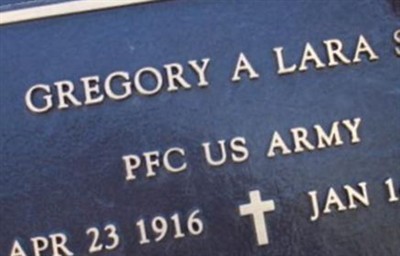 GREGORY A LARA S
PFC US ARMY
APR 23 1916 JAN 1